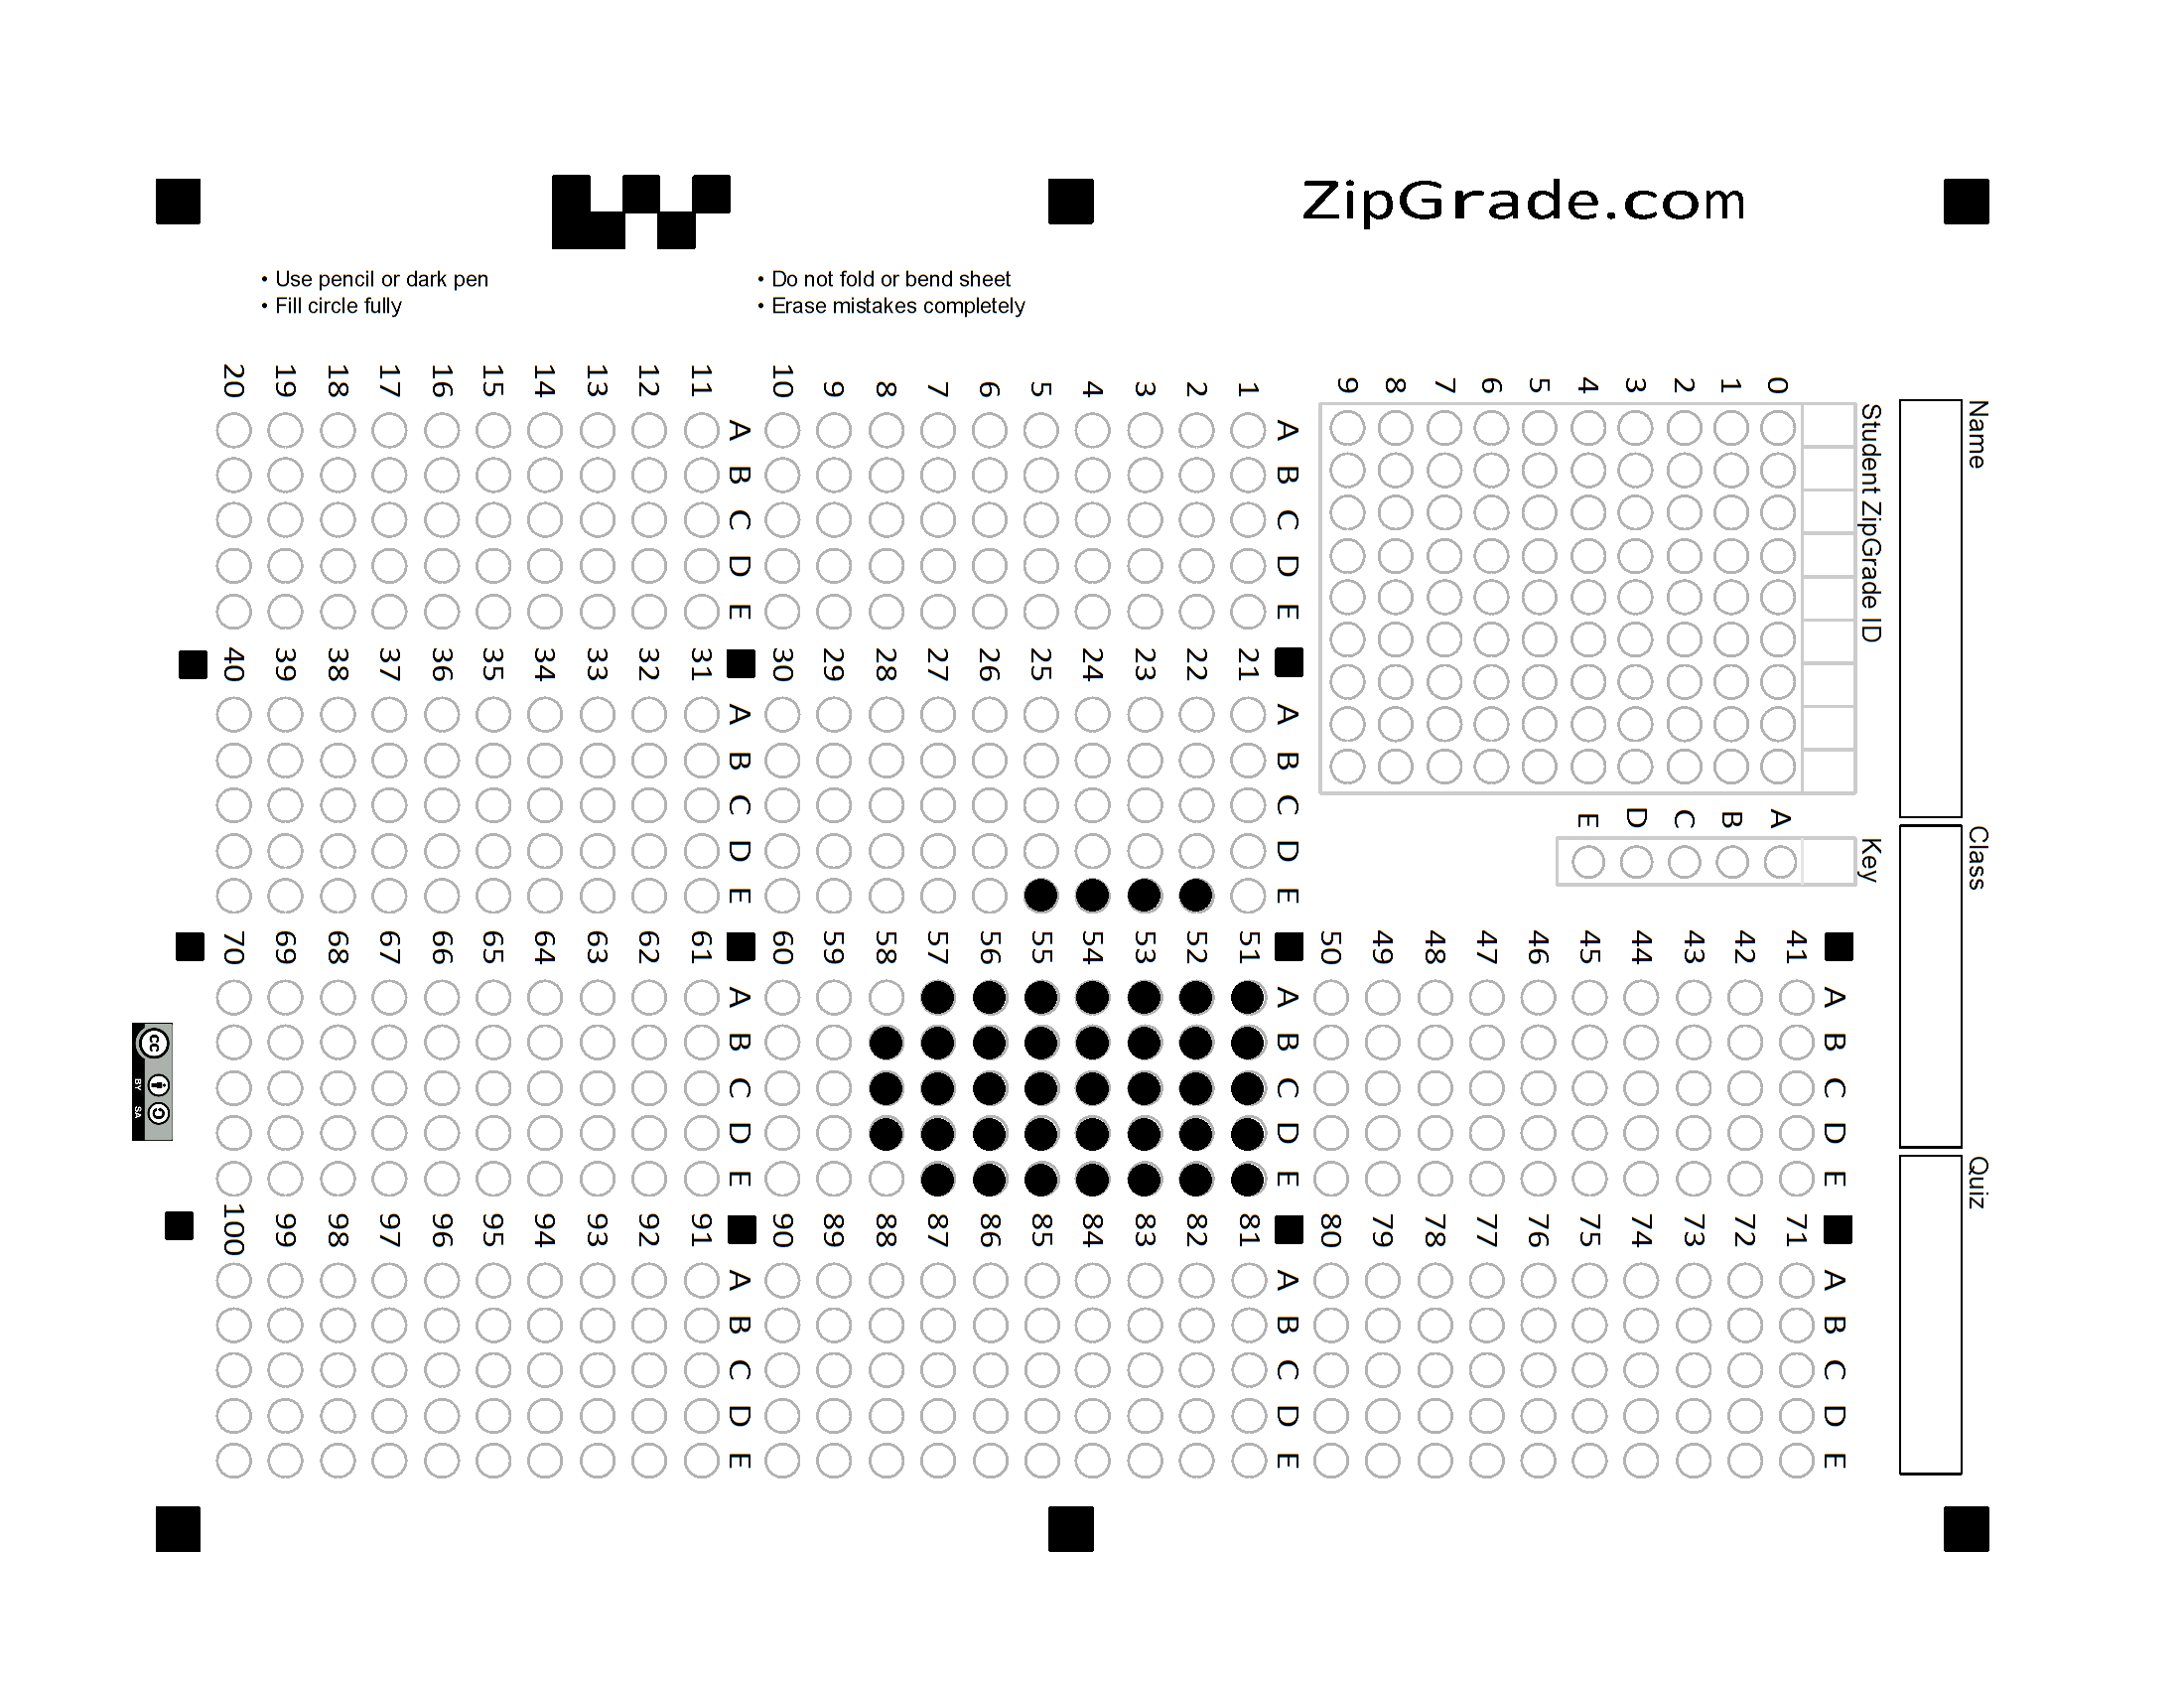 ZipGrade.com
• Use pencil or dark pen
• Fill circle fully
• Do not fold or bend sheet
• Erase mistakes completely
Name
Class
Quiz
Student ZipGrade ID
0 1 2 3 4 5 6 7 8 9
Key
A B C D E
1 2 3 4 5 6 7 8 9 10
A B C D E
11 12 13 14 15 16 17 18 19 20
A B C D E
21 22 23 24 25 26 27 28 29 30
A B C D E
31 32 33 34 35 36 37 38 39 40
A B C D E
41 42 43 44 45 46 47 48 49 50
A B C D E
51 52 53 54 55 56 57 58 59 60
A B C D E
61 62 63 64 65 66 67 68 69 70
A B C D E
71 72 73 74 75 76 77 78 79 80
A B C D E
81 82 83 84 85 86 87 88 89 90
A B C D E
91 92 93 94 95 96 97 98 99 100
A B C D E
cc
BY SA